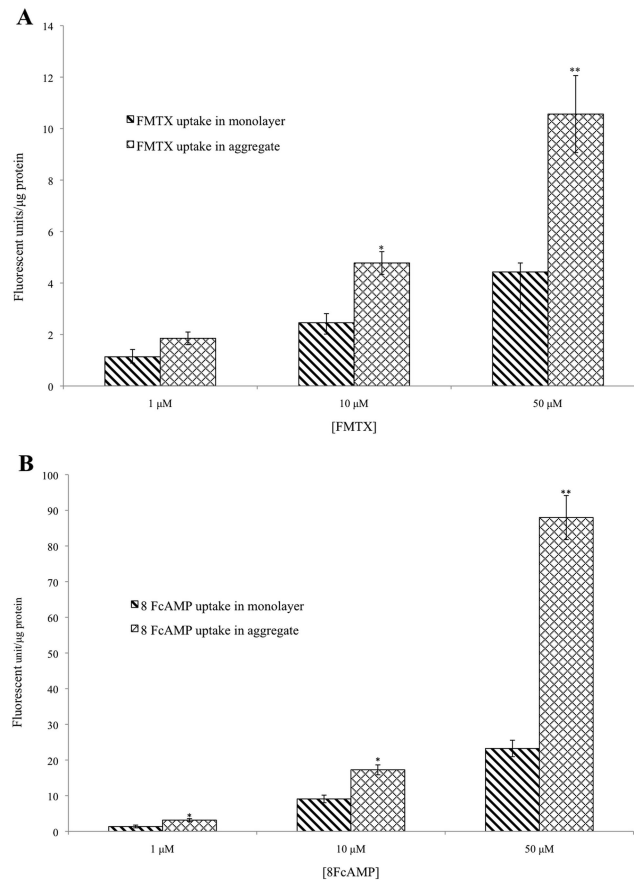 A
14
12
10
8
6
4
2
0
Fluorescent units/μg protein
FMTX uptake in monolayer
FMTX uptake in aggregate
*
**
1 μM 10 μM 50 μM
[FMTX]
B
100
90
80
70
60
50
40
30
20
10
0
Fluorescent unit/μg protein
8 FcAMP uptake in monolayer
8 FcAMP uptake in aggregate
*
*
**
1 μM 10 μM 50 μM
[8FcAMP]